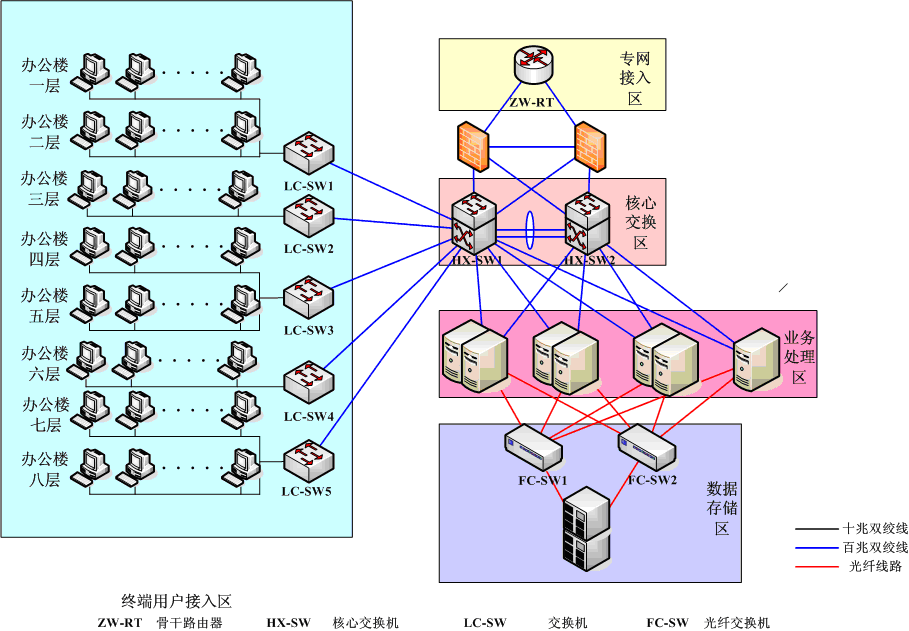 办公楼
一层
办公楼
二层
办公楼
三层
办公楼
四层
办公楼
五层
办公楼
六层
办公楼
七层
办公楼
八层
LC-SW1
LC-SW2
LC-SW3
LC-SW4
LC-SW5
专网
接入
区
ZW-RT
核心
交换
区
HX-SW1
HX-SW2
业务
处理
区
FC-SW1
FC-SW2
数据
存储
区
十兆双绞线
百兆双绞线
光纤线路
终端用户接入区
ZW-RT 骨干路由器 HX-SW 核心交换机 LC-SW 交换机 FC-SW 光纤交换机